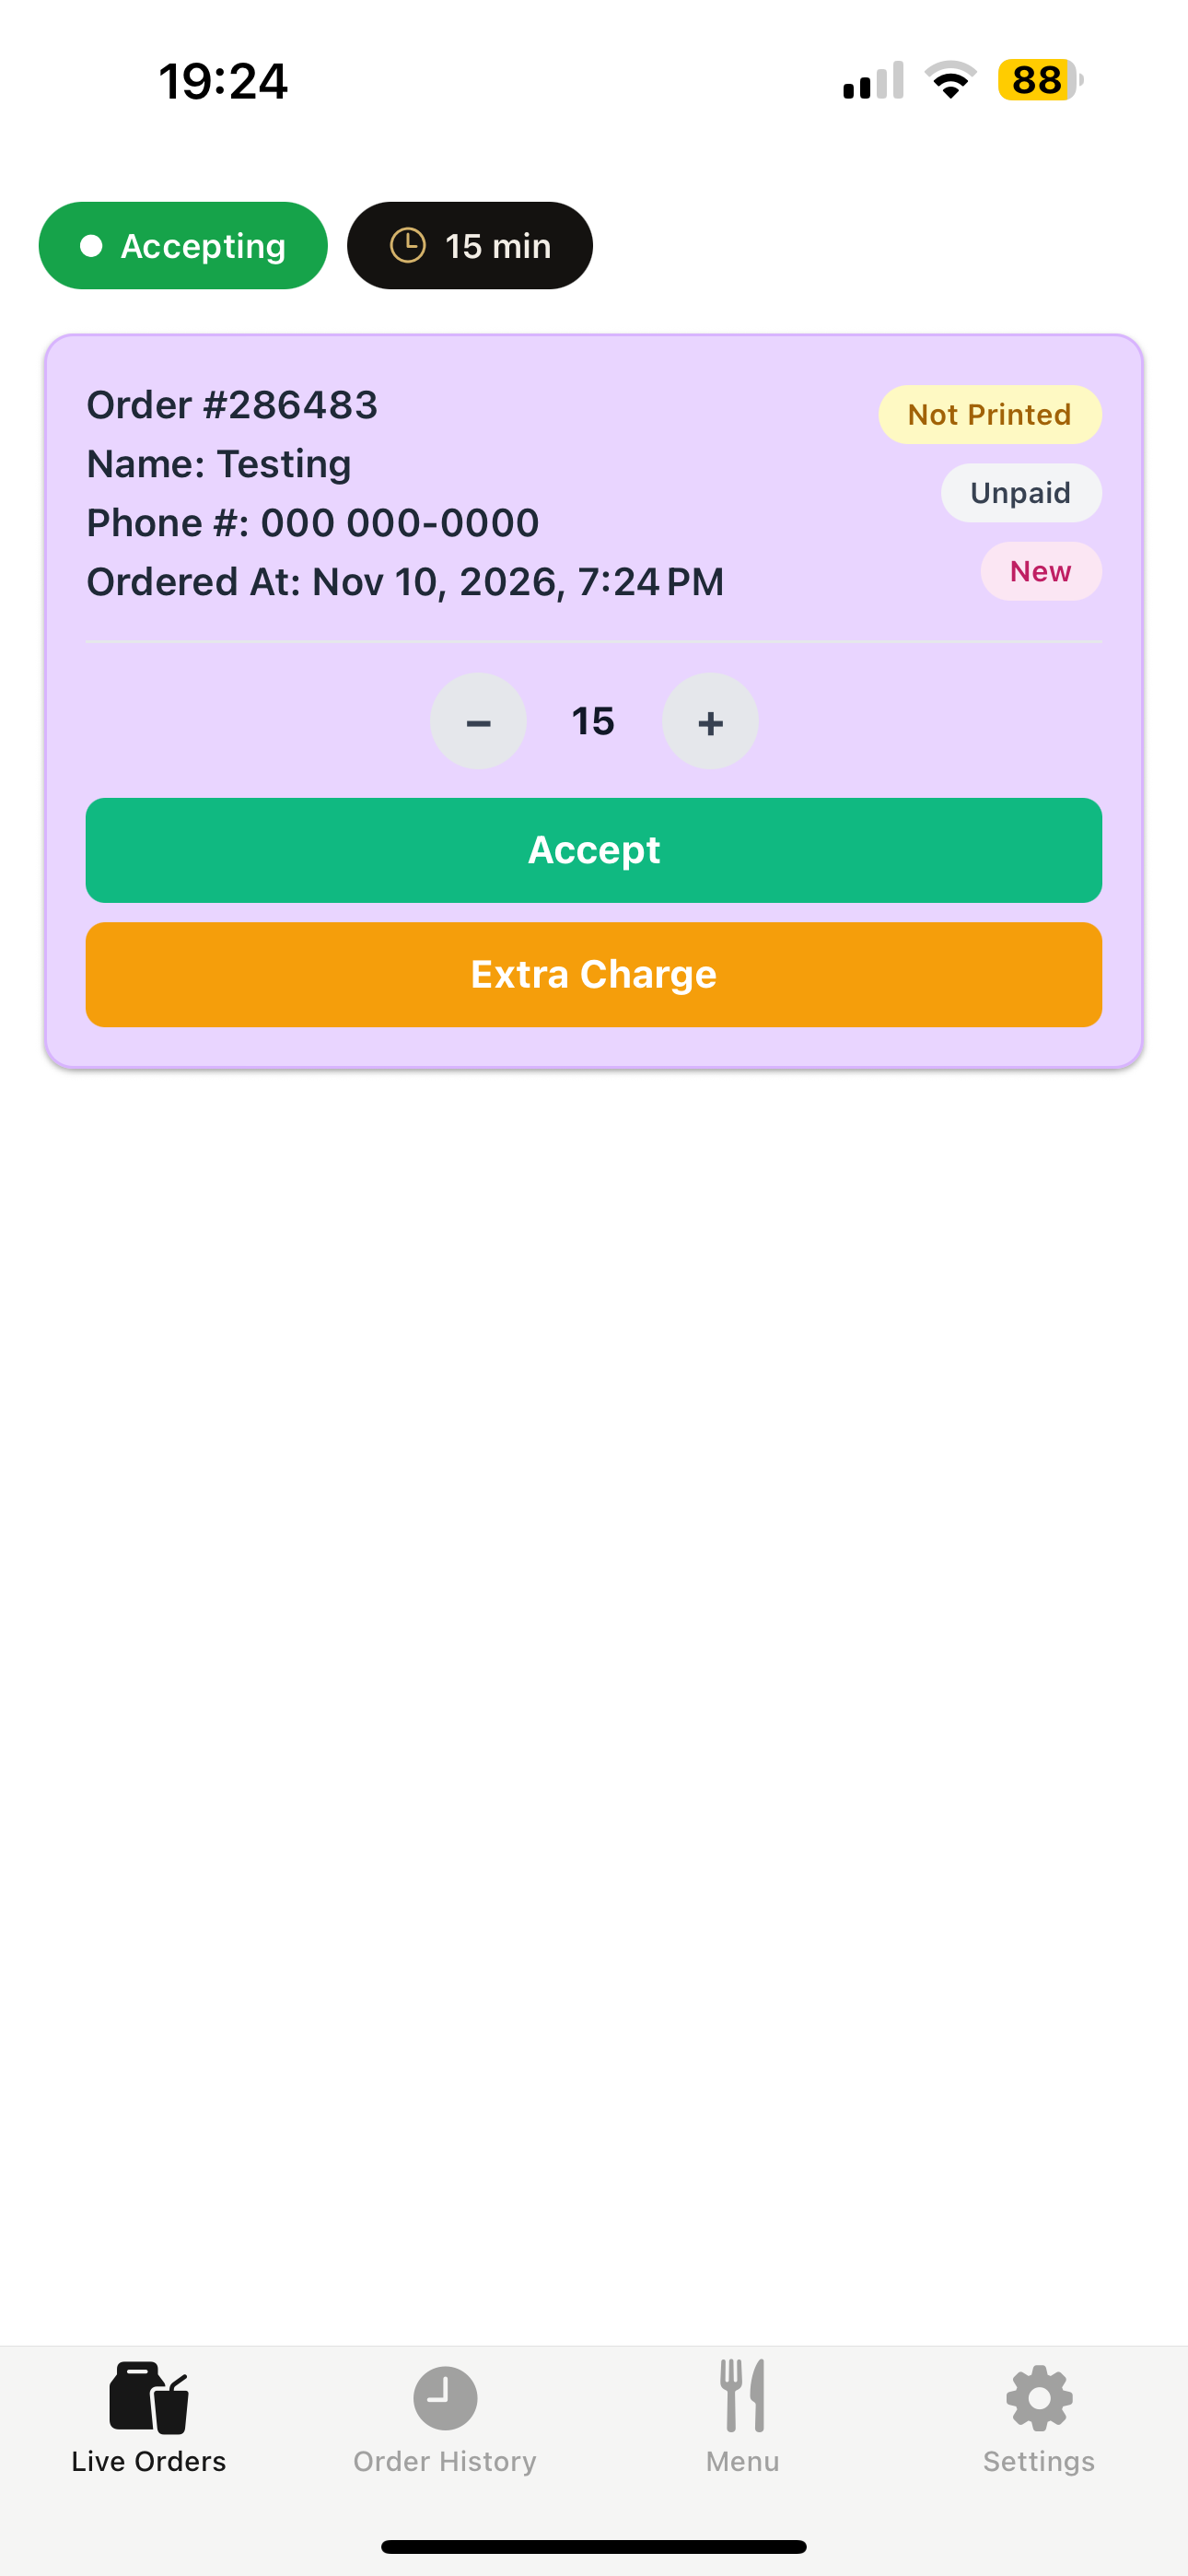 19:24
88
Accepting
15 min
Order #286483
Not Printed
Name: Testing
Unpaid
Phone #: 000 000-0000
Ordered At: Nov 10, 2026, 7:24 PM
New
− 15 +
Accept
Extra Charge
Live Orders
Order History
Menu
Settings